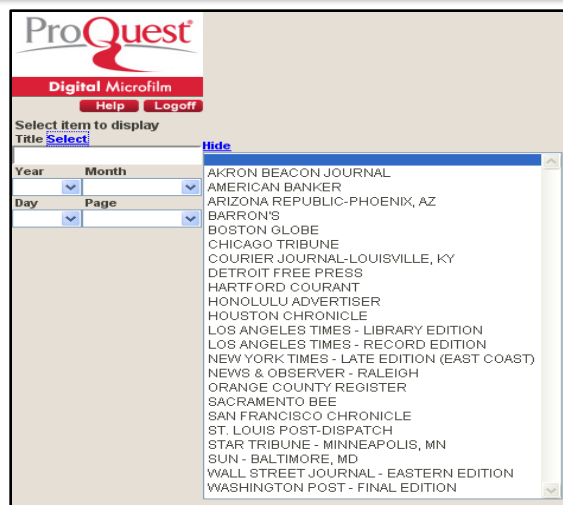 ProQuest
Digital Microfilm
Help Logoff
Select item to display
Title Select
Hide
Year Month
Day Page
AKRON BEACON JOURNAL
AMERICAN BANKER
ARIZONA REPUBLIC-PHOENIX, AZ
BARRON'S
BOSTON GLOBE
CHICAGO TRIBUNE
COURIER JOURNAL-LOUISVILLE, KY
DETROIT FREE PRESS
HARTFORD COURANT
HONOLULU ADVERTISER
HOUSTON CHRONICLE
LOS ANGELES TIMES - LIBRARY EDITION
LOS ANGELES TIMES - RECORD EDITION
NEW YORK TIMES - LATE EDITION (EAST COAST)
NEWS & OBSERVER - RALEIGH
ORANGE COUNTY REGISTER
SACRAMENTO BEE
SAN FRANCISCO CHRONICLE
ST. LOUIS POST-DISPATCH
STAR TRIBUNE - MINNEAPOLIS, MN
SUN - BALTIMORE, MD
WALL STREET JOURNAL - EASTERN EDITION
WASHINGTON POST - FINAL EDITION